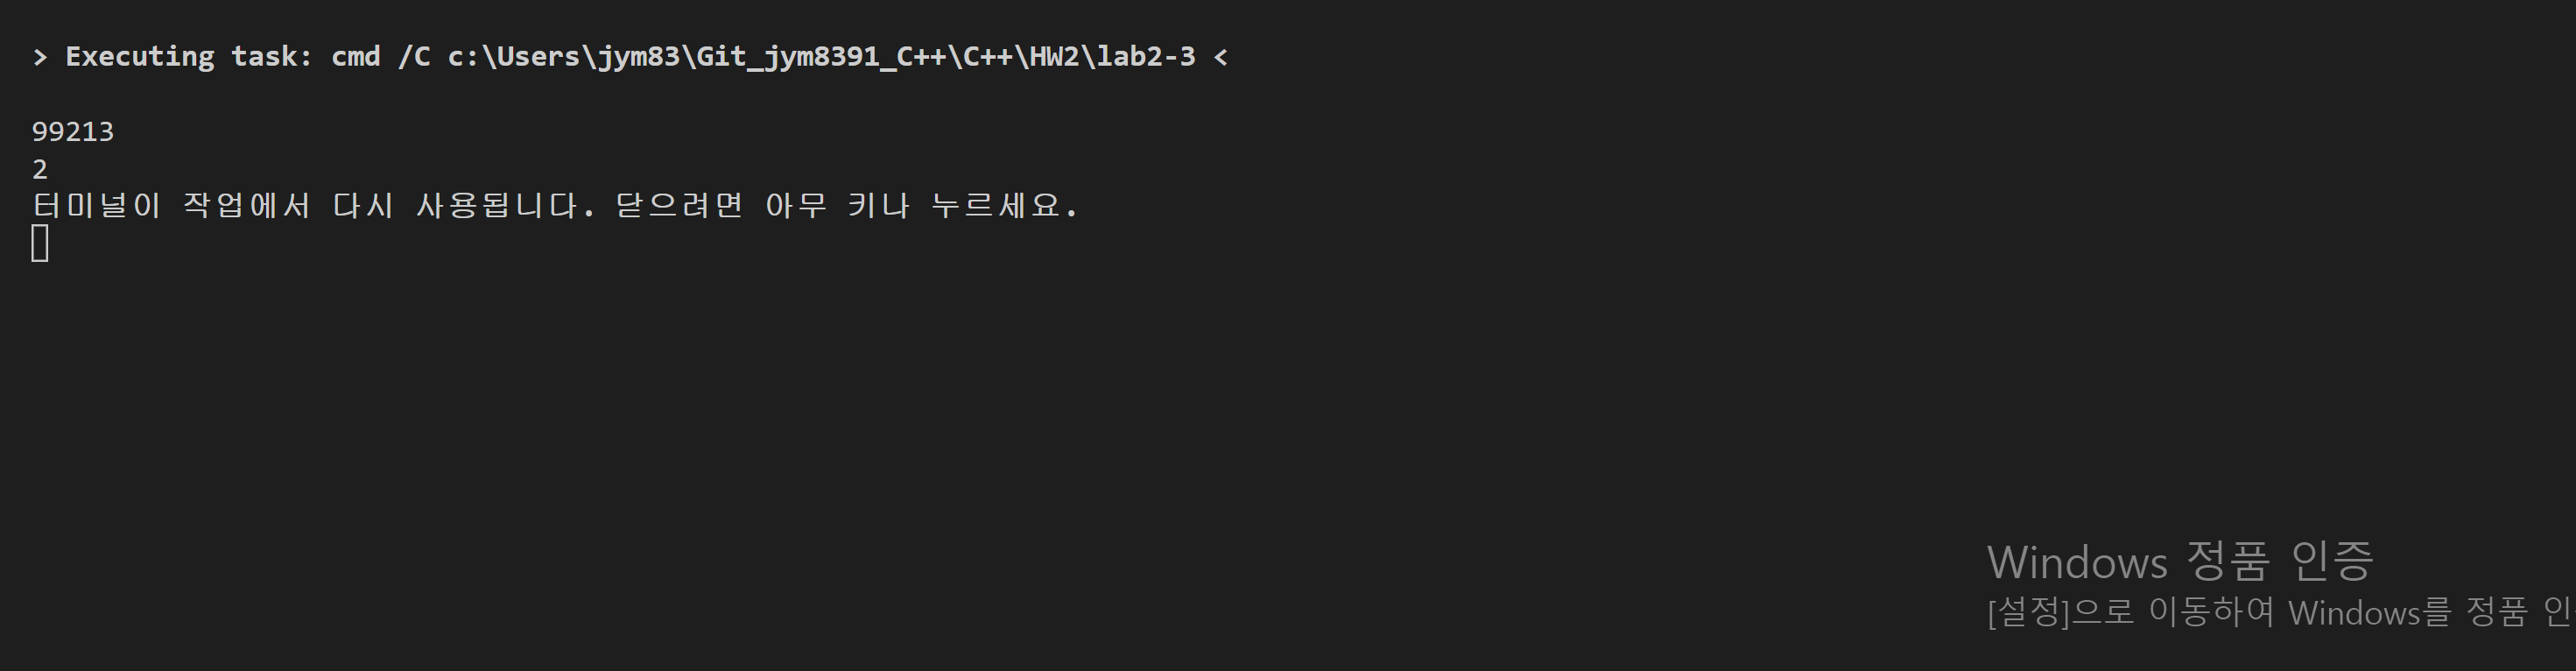 > Executing task: cmd /C c:\Users\jym83\Git_jym8391_C++\C++\HW2\lab2-3 <
99213
2
터미널이 작업에서 다시 사용됩니다. 닫으려면 아무 키나 누르세요.
Windows 정품 인증
[설정]으로 이동하여 Windows를 정품 인